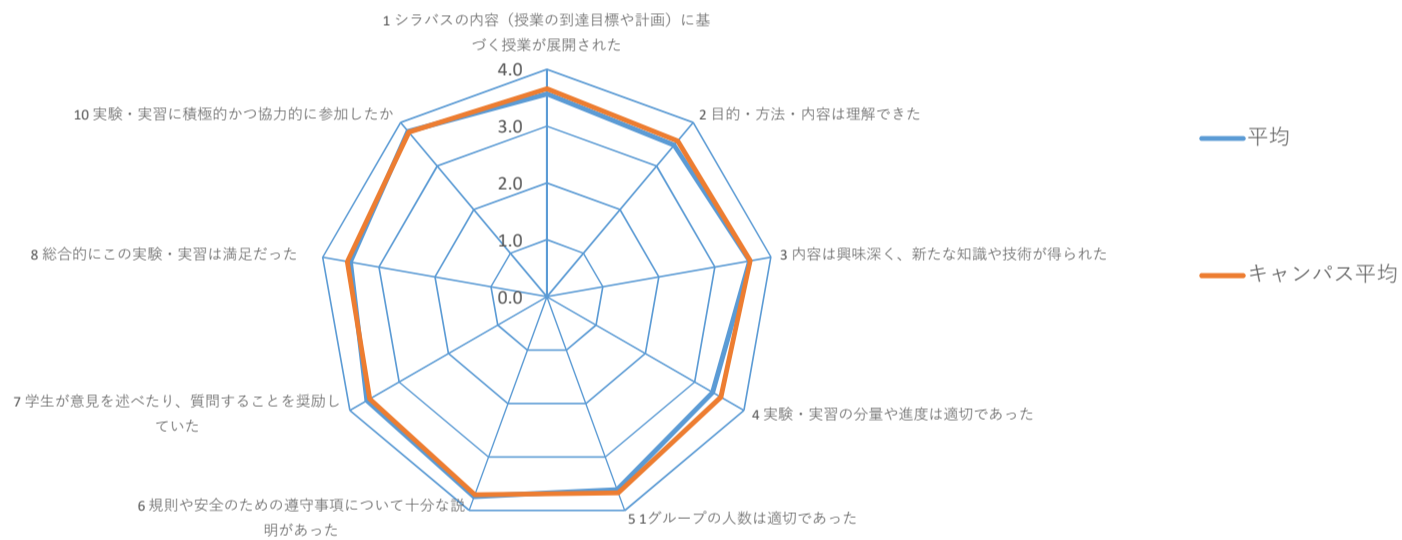 1 シラバスの内容（授業の到達目標や計画）に基
づく授業が展開された
4.0
3.0
2.0
1.0
0.0
2 目的・方法・内容は理解できた
3 内容は興味深く、新たな知識や技術が得られた
4 実験・実習の分量や進度は適切であった
5 1グループの人数は適切であった
6 規則や安全のための遵守事項について十分な説
明があった
7 学生が意見を述べたり、質問することを奨励し
ていた
8 総合的にこの実験・実習は満足だった
10 実験・実習に積極的かつ協力的に参加したか
平均
キャンパス平均